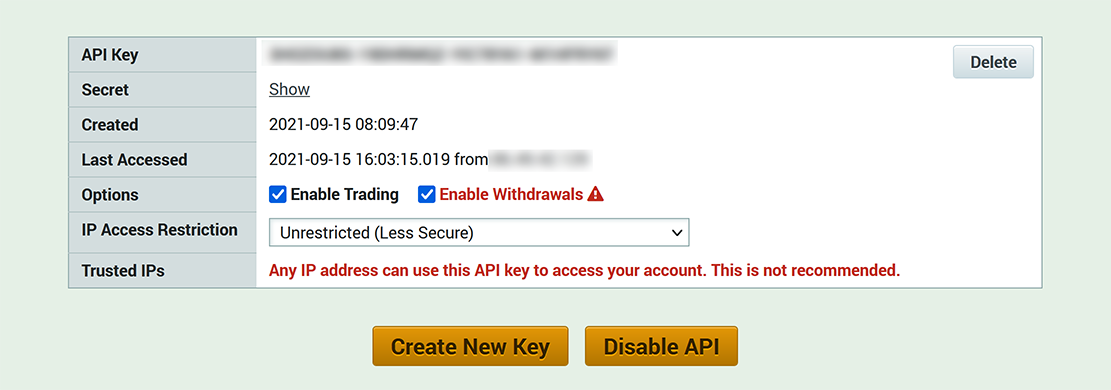 API Key
Delete
Secret Show
Created 2021-09-15 08:09:47
Last Accessed 2021-09-15 16:03:15.019 from
Options Enable Trading Enable Withdrawals
IP Access Restriction Unrestricted (Less Secure)
Trusted IPs Any IP address can use this API key to access your account. This is not recommended.
Create New Key Disable API